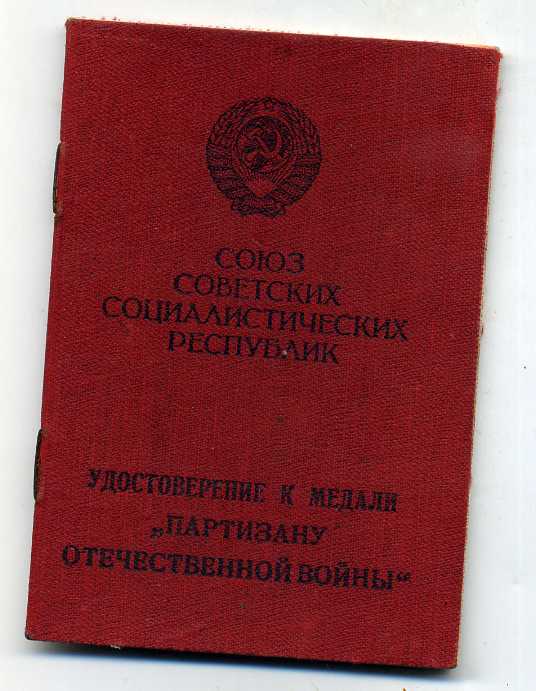 СОЮЗ
СОВЕТСКИХ
СОЦИАЛИСТИЧЕСКИХ
РЕСПУБЛИК
УДОСТОВЕРЕНИЕ К МЕДАЛИ
„ПАРТИЗАНУ
ОТЕЧЕСТВЕННОЙ ВОЙНЫ“